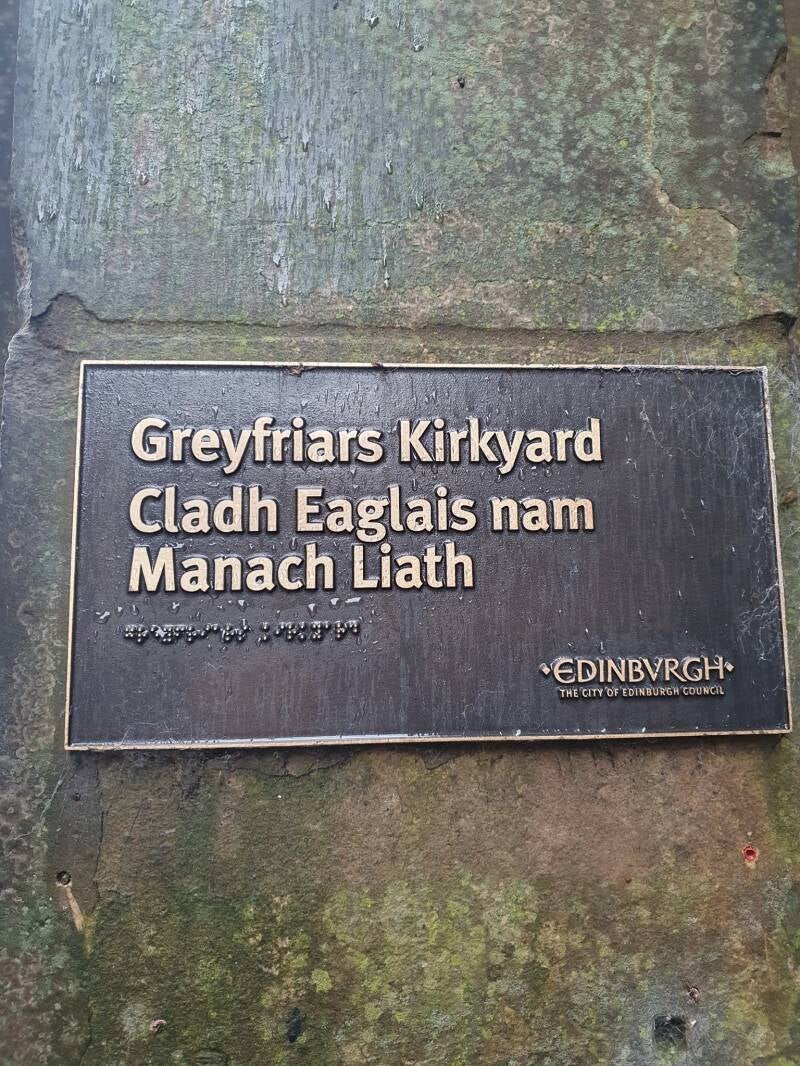 Greyfriars Kirkyard
Cladh Eaglais nam
Manach Liath
EDINBVRGH
THE CITY OF EDINBURGH COUNCIL